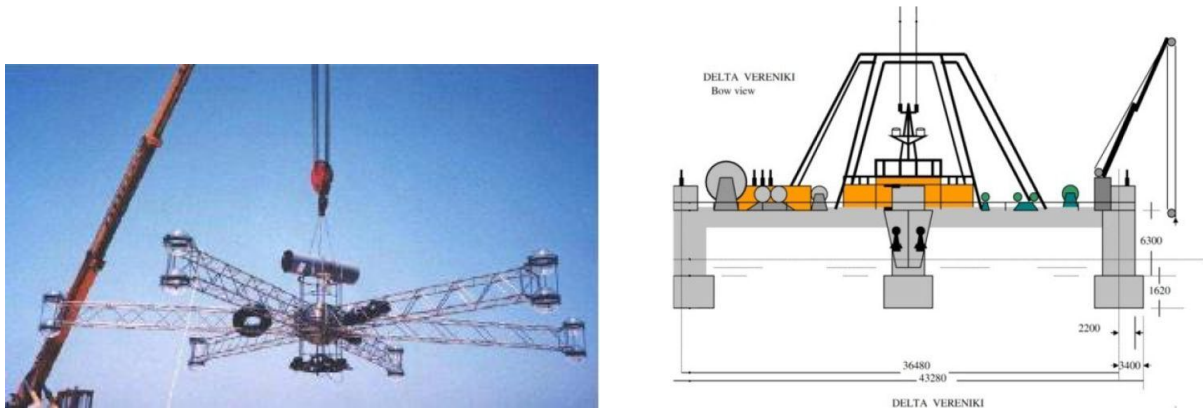 DELTA VERENIKI
Bow view
6300
1620
2200
36480
3400
43280
DELTA VERENIKI